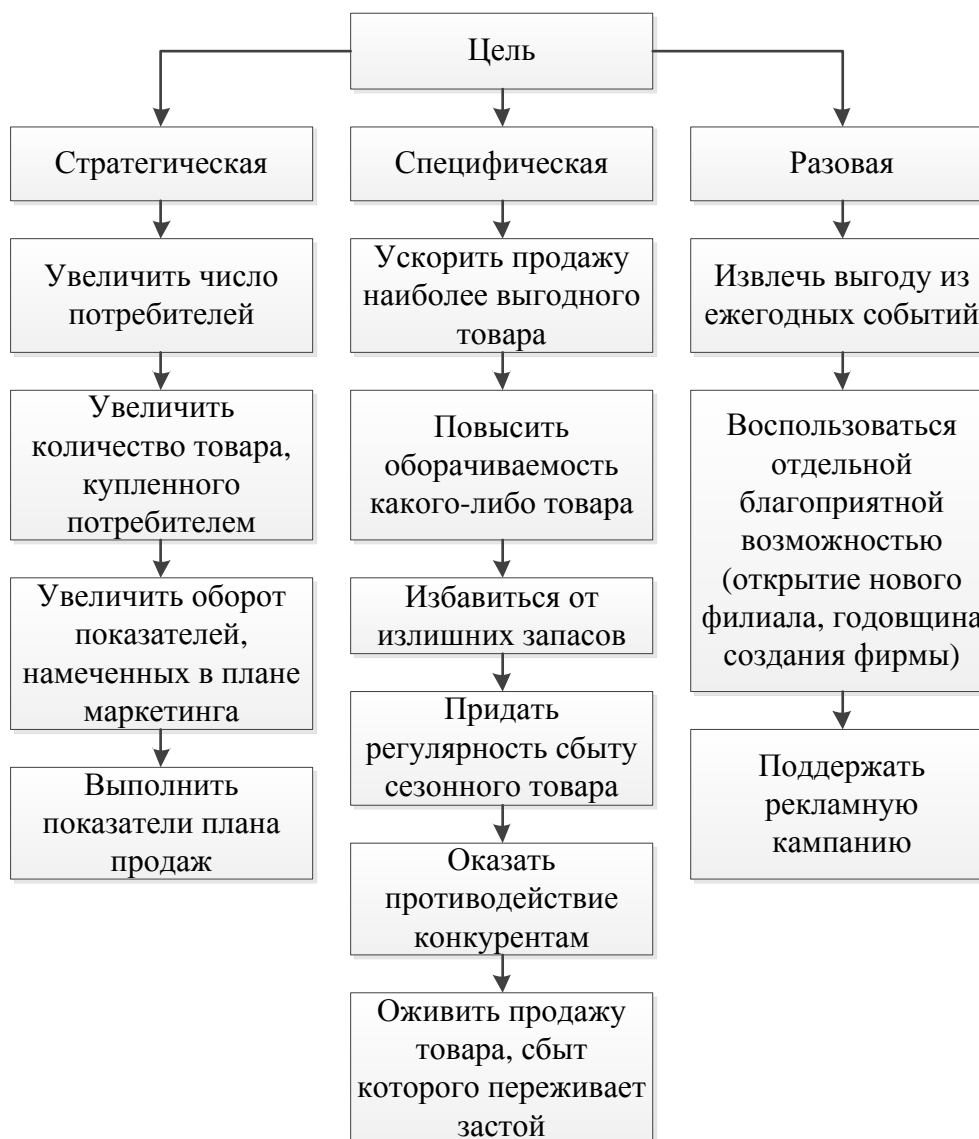 Цель
Стратегическая
Увеличить число
потребителей
Увеличить
количество товара,
купленного
потребителем
Увеличить оборот
показателей,
намеченных в плане
маркетинга
Выполнить
показатели плана
продаж
Специфическая
Ускорить продажу
наиболее выгодного
товара
Повысить
оборачиваемость
какого-либо товара
Избавиться от
излишних запасов
Придать
регулярность сбыту
сезонного товара
Оказать
противодействие
конкурентам
Оживить продажу
товара, сбыт
которого переживает
застой
Разовая
Извлечь выгоду из
ежегодных событий
Воспользоваться
отдельной
благоприятной
возможностью
(открытие нового
филиала, годовщина
создания фирмы)
Поддержать
рекламную
кампанию